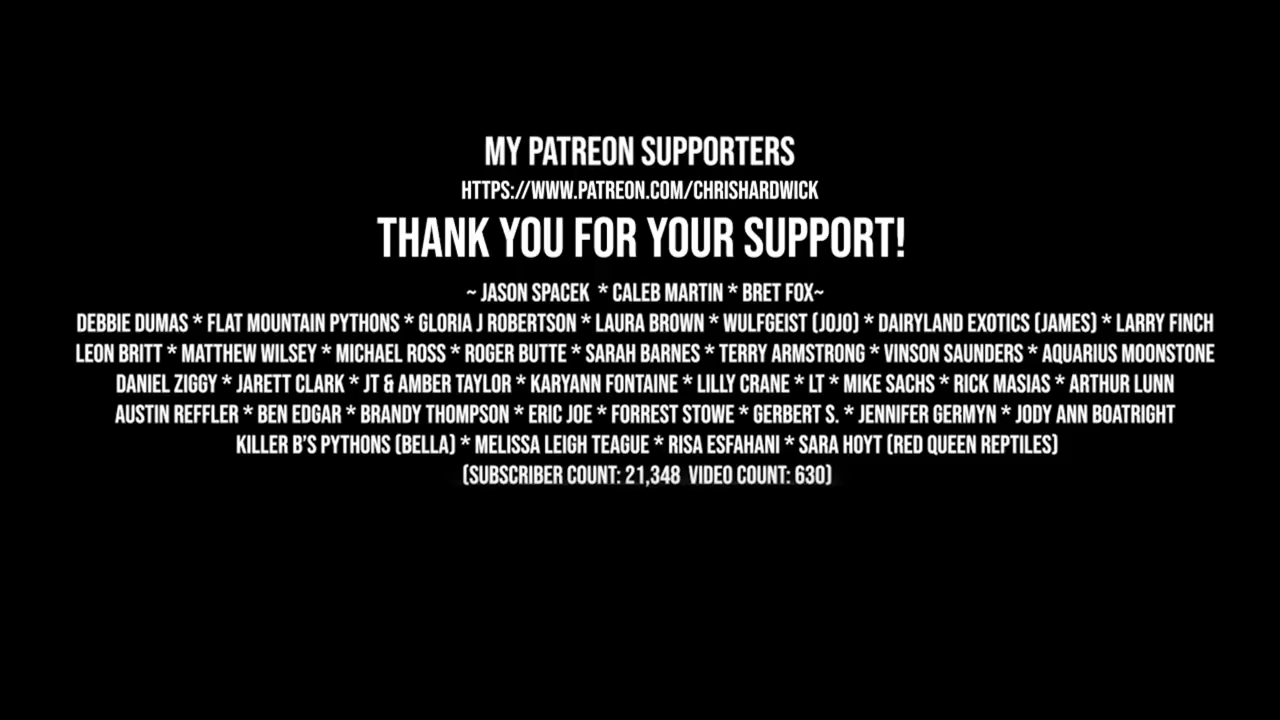 MY PATREON SUPPORTERS
HTTPS://WWW.PATREON.COM/CHRISHARDWICK
THANK YOU FOR YOUR SUPPORT!
~ JASON SPACEK * CALEB MARTIN * BRET FOX~
DEBBIE DUMAS * FLAT MOUNTAIN PYTHONS * GLORIA J ROBERTSON * LAURA BROWN * WULFGEIST (JOJO) * DAIRYLAND EXOTICS (JAMES) * LARRY FINCH
LEON BRITT * MATTHEW WILSEY * MICHAEL ROSS * ROGER BUTTE * SARAH BARNES * TERRY ARMSTRONG * VINSON SAUNDERS * AQUARIUS MOONSTONE
DANIEL ZIGGY * JARETT CLARK * JT & AMBER TAYLOR * KARYANN FONTAINE * LILLY CRANE * LT * MIKE SACHS * RICK MASIAS * ARTHUR LUNN
AUSTIN REFFLER * BEN EDGAR * BRANDY THOMPSON * ERIC JOE * FORREST STOWE * GERBERT S. * JENNIFER GERMYN * JODY ANN BOATRIGHT
KILLER B'S PYTHONS (BELLA) * MELISSA LEIGH TEAGUE * RISA ESFAHANI * SARA HOYT (RED QUEEN REPTILES)
(SUBSCRIBER COUNT: 21,348 VIDEO COUNT: 630)